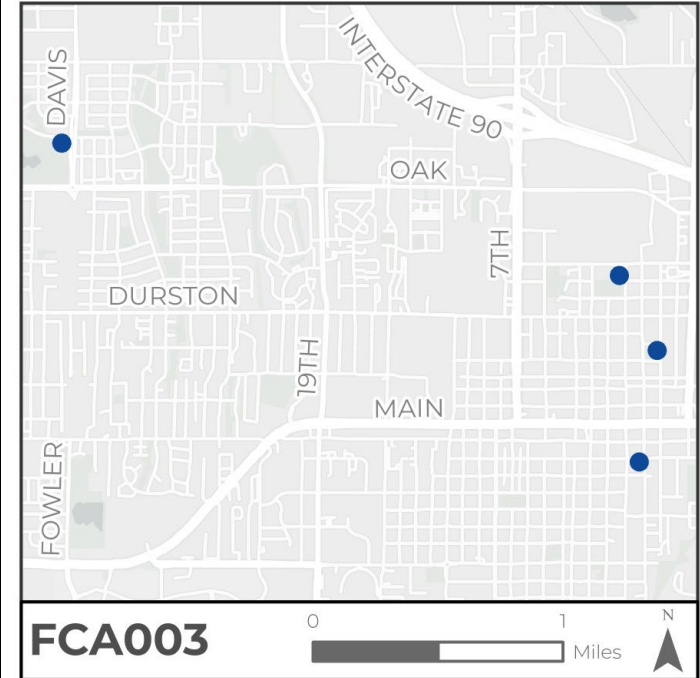 DAVIS
INTERSTATE 90
OAK
7TH
DURSTON
19TH
MAIN
FOWLER
FCA003
0
1
Miles
N